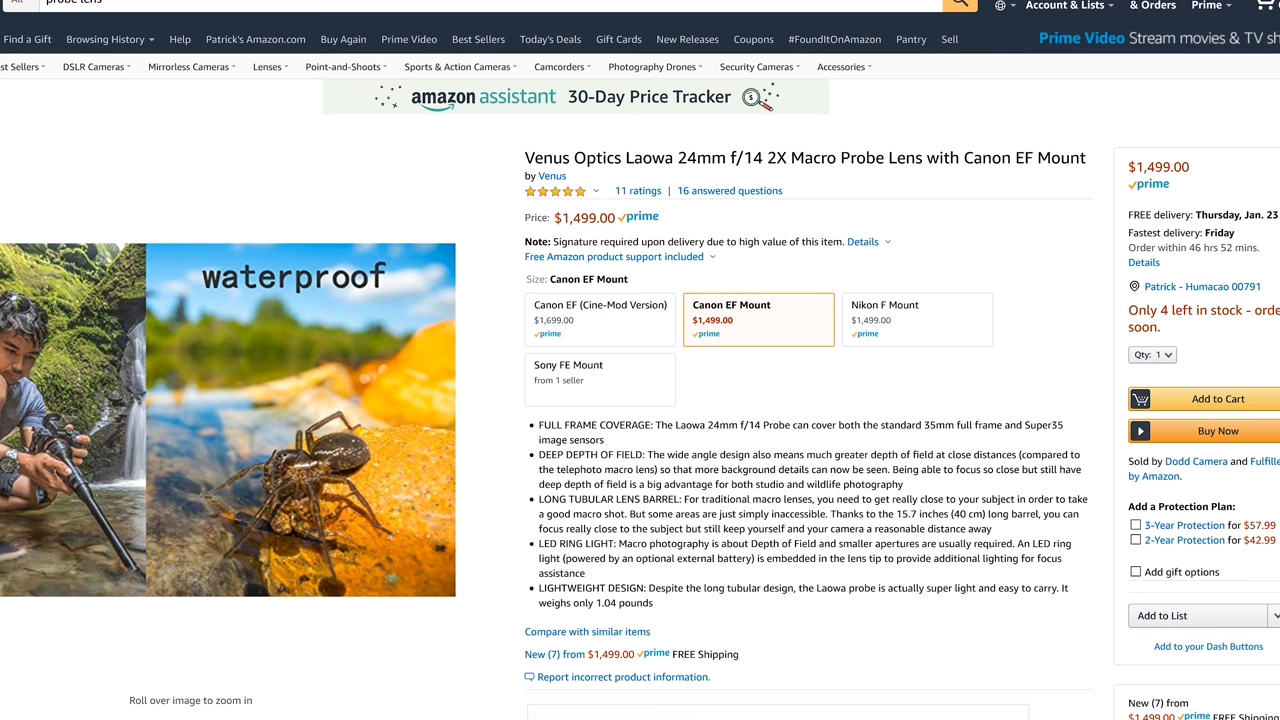 All
probe lens
Account & Lists
& Orders
Prime
Find a Gift
Browsing History
Help
Patrick's Amazon.com
Buy Again
Prime Video
Best Sellers
Today's Deals
Gift Cards
New Releases
Coupons
#FoundItOnAmazon
Pantry
Sell
Prime Video Stream movies & TV sh
st Sellers
DSLR Cameras
Mirrorless Cameras
Lenses
Point-and-Shoots
Sports & Action Cameras
Camcorders
Photography Drones
Security Cameras
Accessories
amazon assistant 30-Day Price Tracker
waterproof
Roll over image to zoom in
Venus Optics Laowa 24mm f/14 2X Macro Probe Lens with Canon EF Mount
by Venus
11 ratings | 16 answered questions
Price: $1,499.00 prime
Note: Signature required upon delivery due to high value of this item. Details
Free Amazon product support included
Size: Canon EF Mount
Canon EF (Cine-Mod Version)
$1,699.00
prime
Canon EF Mount
$1,499.00
prime
Nikon F Mount
$1,499.00
prime
Sony FE Mount
from 1 seller
• FULL FRAME COVERAGE: The Laowa 24mm f/14 Probe can cover both the standard 35mm full frame and Super35
image sensors
• DEEP DEPTH OF FIELD: The wide angle design also means much greater depth of field at close distances (compared to
the telephoto macro lens) so that more background details can now be seen. Being able to focus so close but still have
deep depth of field is a big advantage for both studio and wildlife photography
• LONG TUBULAR LENS BARREL: For traditional macro lenses, you need to get really close to your subject in order to take
a good macro shot. But some areas are just simply inaccessible. Thanks to the 15.7 inches (40 cm) long barrel, you can
focus really close to the subject but still keep yourself and your camera a reasonable distance away
• LED RING LIGHT: Macro photography is about Depth of Field and smaller apertures are usually required. An LED ring
light (powered by an optional external battery) is embedded in the lens tip to provide additional lighting for focus
assistance
• LIGHTWEIGHT DESIGN: Despite the long tubular design, the Laowa probe is actually super light and easy to carry. It
weighs only 1.04 pounds
Compare with similar items
New (7) from $1,499.00 prime FREE Shipping
Report incorrect product information.
$1,499.00
prime
FREE delivery: Thursday, Jan. 23
Fastest delivery: Friday
Order within 46 hrs 52 mins.
Details
Patrick - Humacao 00791
Only 4 left in stock - orde
soon.
Qty: 1
Add to Cart
Buy Now
Sold by Dodd Camera and Fulfille
by Amazon.
Add a Protection Plan:
3-Year Protection for $57.99
2-Year Protection for $42.99
Add gift options
Add to List
Add to your Dash Buttons
New (7) from
$1,499.00 prime FREE Shipping